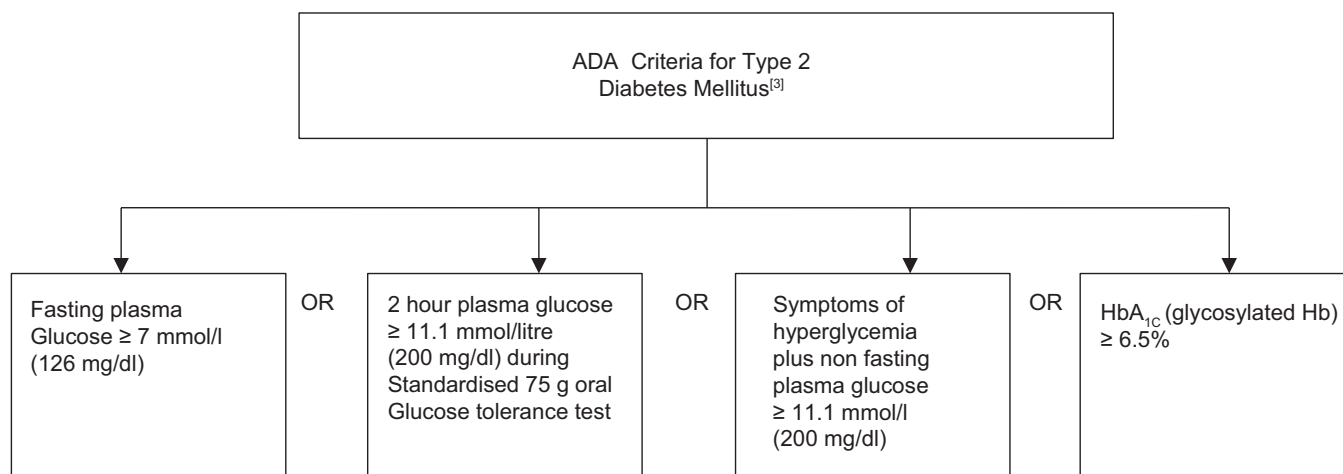 ADA Criteria for Type 2
Diabetes Mellitus[3]
Fasting plasma
Glucose ≥ 7 mmol/l
(126 mg/dl)
OR
2 hour plasma glucose
≥ 11.1 mmol/litre
(200 mg/dl) during
Standardised 75 g oral
Glucose tolerance test
OR
Symptoms of
hyperglycemia
plus non fasting
plasma glucose
≥ 11.1 mmol/l
(200 mg/dl)
OR
HbA1C (glycosylated Hb)
≥ 6.5%